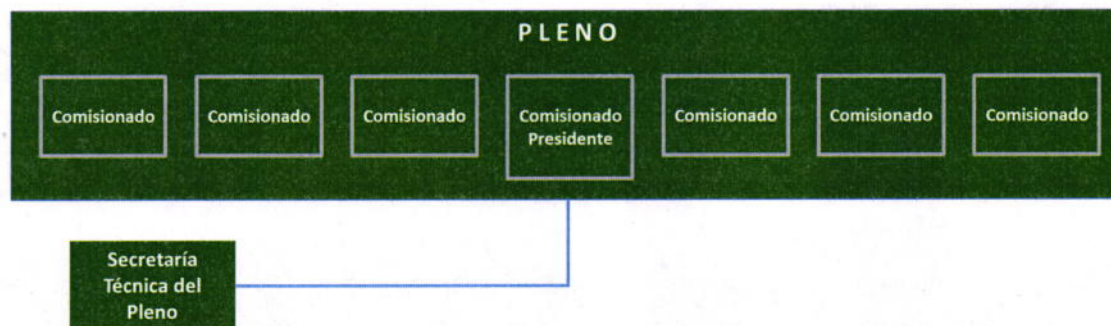 PLENO
Comisionado
Comisionado
Comisionado
Comisionado
Presidente
Comisionado
Comisionado
Comisionado
Secretaría
Técnica del
Pleno